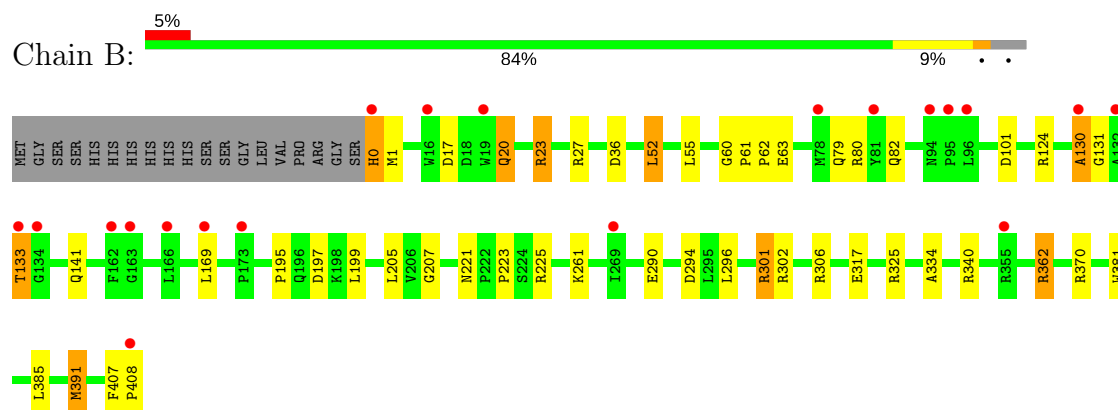 5%
Chain B:
84% 9% • •
MET GLY SER SER HIS HIS HIS HIS HIS HIS SER SER GLY LEU VAL PRO ARG GLY SER H0 M1 W16 D17 D18 W19 Q20 R23 R27 D36 L52 L55 G60 P61 P62 E63 M78 Q79 R80 Y81 Q82 N94 P95 L96 D101 R124 A130 G131 A132
T133 G134 Q141 F162 G163 L166 L169 P173 P195 Q196 D197 K198 L199 L205 V206 G207 N221 P222 P223 S224 R225 K261 I269 E290 D294 L295 L296 R301 R302 R306 E317 R325 A334 R340 R355 R362 R370 W381
L385 M391 F407 P408